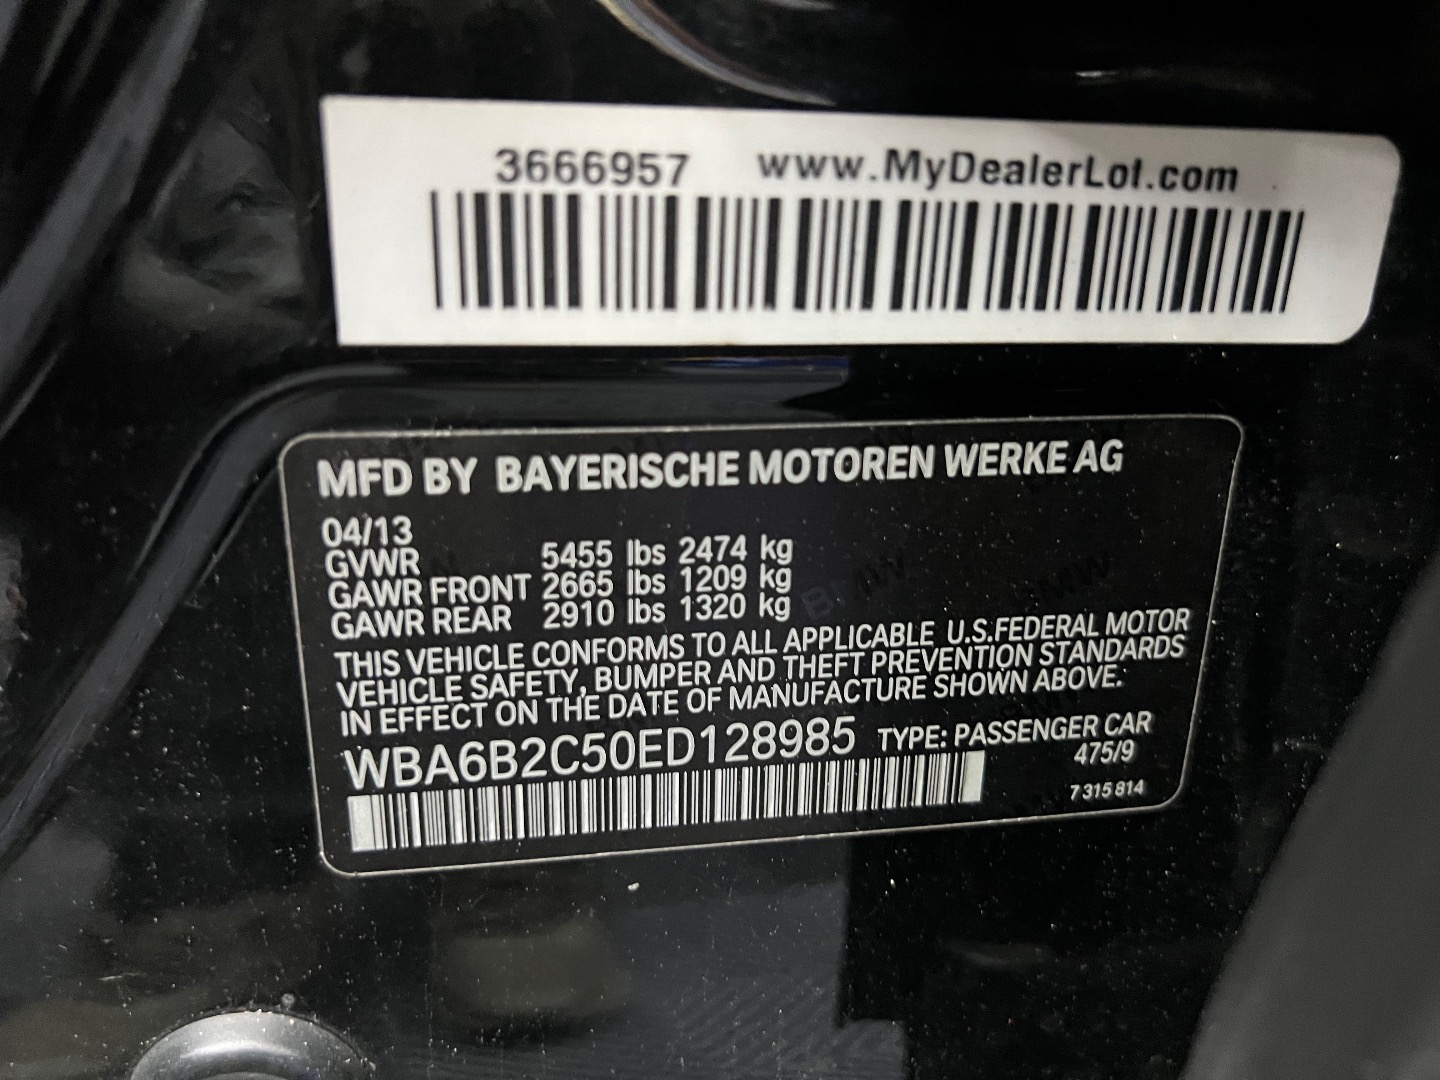 3666957 www.MyDealerLot.com
MFD BY BAYERISCHE MOTOREN WERKE AG
04/13
GVWR 5455 lbs 2474 kg
GAWR FRONT 2665 lbs 1209 kg
GAWR REAR 2910 lbs 1320 kg
THIS VEHICLE CONFORMS TO ALL APPLICABLE U.S.FEDERAL MOTOR
VEHICLE SAFETY, BUMPER AND THEFT PREVENTION STANDARDS
IN EFFECT ON THE DATE OF MANUFACTURE SHOWN ABOVE.
WBA6B2C50ED128985 TYPE: PASSENGER CAR
475/9
7 315 814